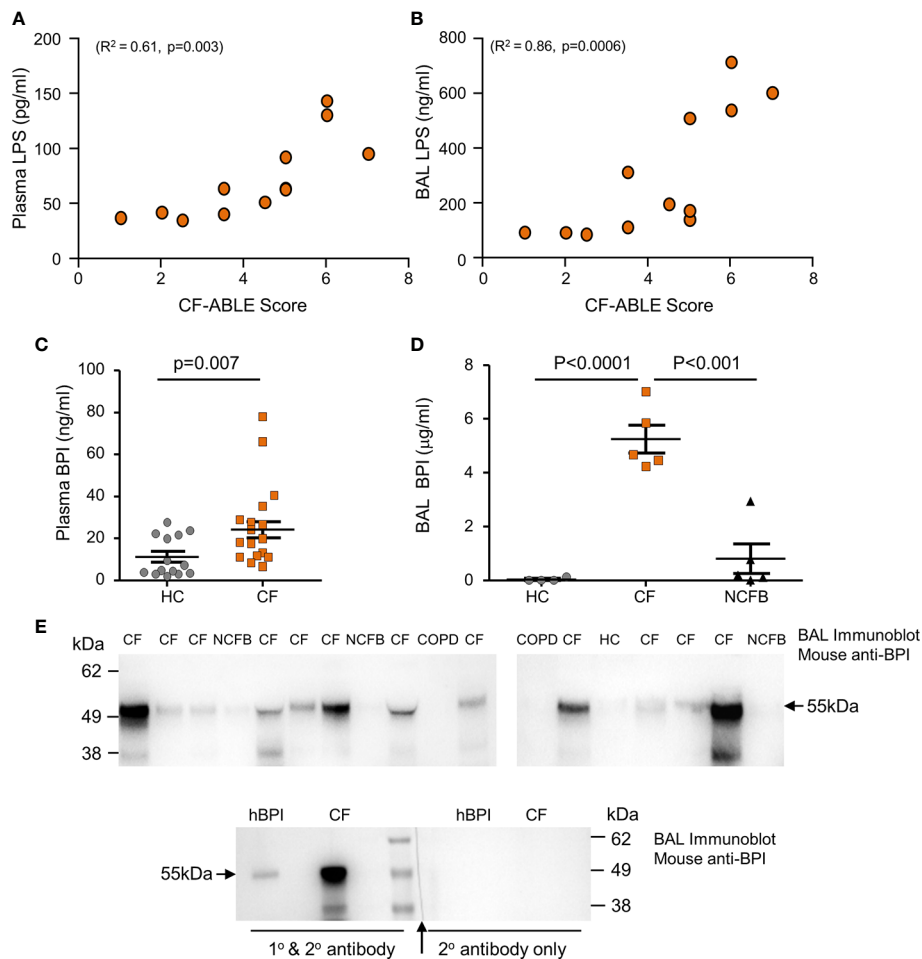 A
(R² = 0.61, p=0.003)
Plasma LPS (pg/ml)
200
150
100
50
0
0 2 4 6 8
CF-ABLE Score
B
(R² = 0.86, p=0.0006)
BAL LPS (ng/ml)
800
600
400
200
0
0 2 4 6 8
CF-ABLE Score
C
p=0.007
Plasma BPI (ng/ml)
100
80
60
40
20
0
HC CF
D
P<0.0001 P<0.001
BAL BPI (µg/ml)
8
6
4
2
0
HC CF NCFB
E
kDa CF CF CF NCFB CF CF CF NCFB CF COPD CF
62
49
38
COPD CF HC CF CF CF NCFB
BAL Immunoblot
Mouse anti-BPI
55kDa
hBPI CF hBPI CF kDa
62
49
38
55kDa
BAL Immunoblot
Mouse anti-BPI
1º & 2º antibody 2º antibody only